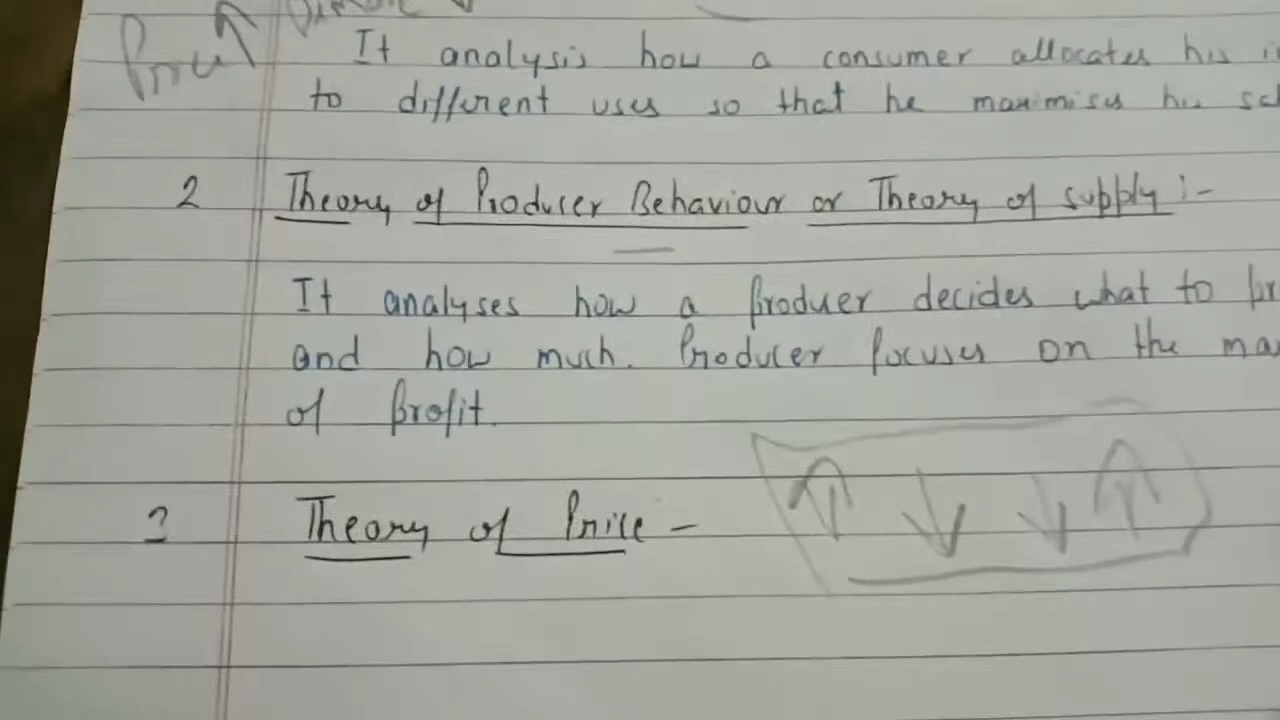 Price
It analysis how a consumer allocates his
to different uses so that he maximises his
2 Theory of Producer Behaviour or Theory of supply :-
It analyses how a produer decides what to
and how much. Producer focuses on the
of profit.
3 Theory of Price -